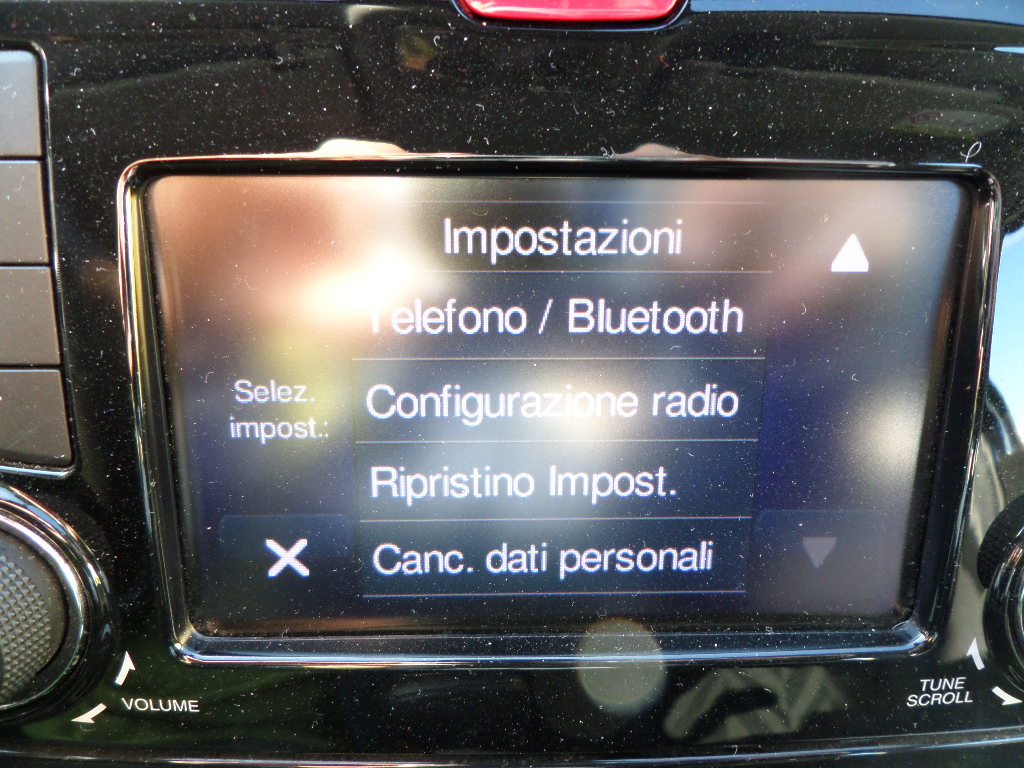 Impostazioni
Telefono / Bluetooth
Selez.
impost.:
Configurazione radio
Ripristino Impost.
Canc. dati personali
VOLUME
TUNE
SCROLL